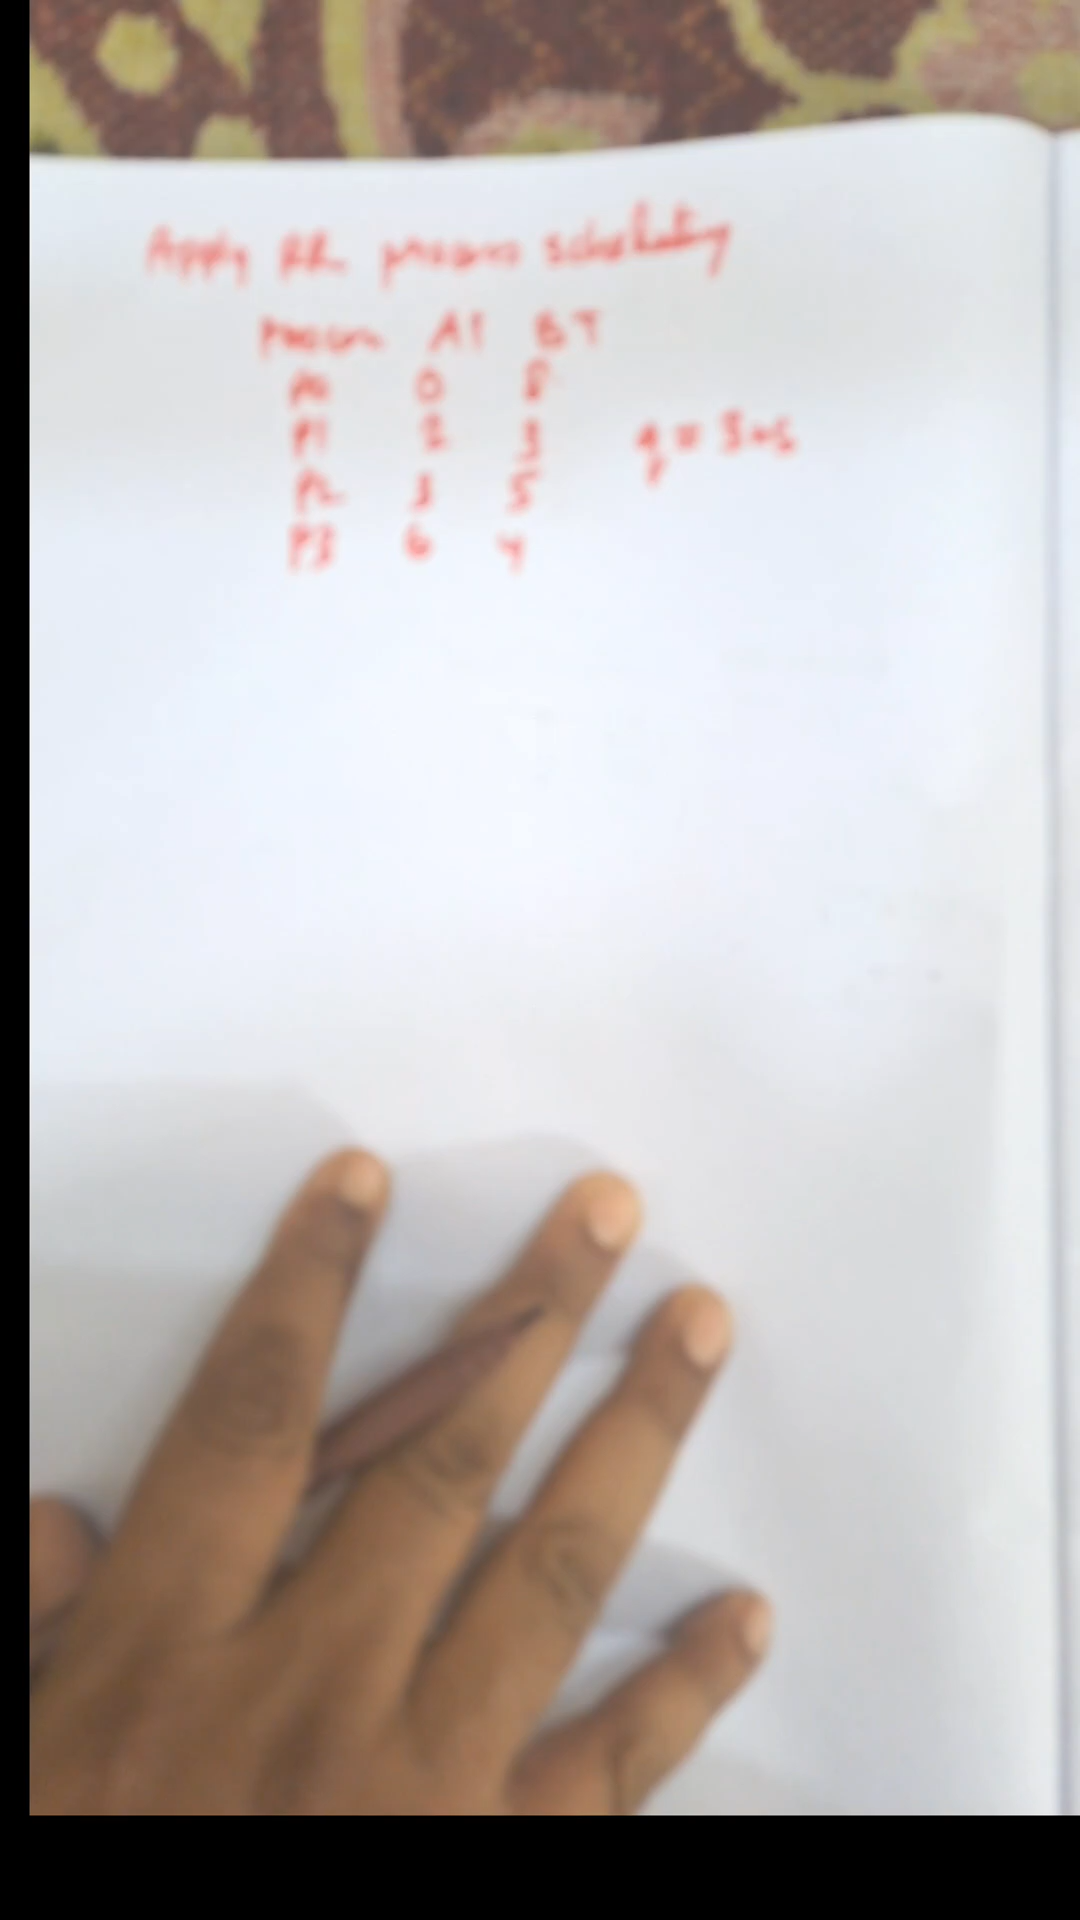 Apply RR process scheduling
Process AT BT
P0 0 8
P1 2 3
P2 3 5
P3 6 4